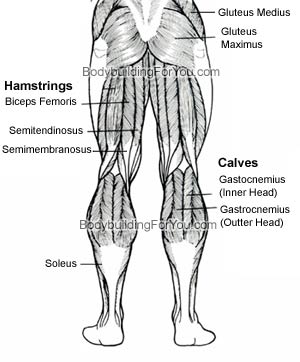 Gluteus Medius
Gluteus
Maximus
BodybuildingForYou.com
Hamstrings
Biceps Femoris
Semitendinosus
Semimembranosus
Calves
Gastocnemius
(Inner Head)
Gastrocnemius
(Outter Head)
BodybuildingForYou.com
Soleus